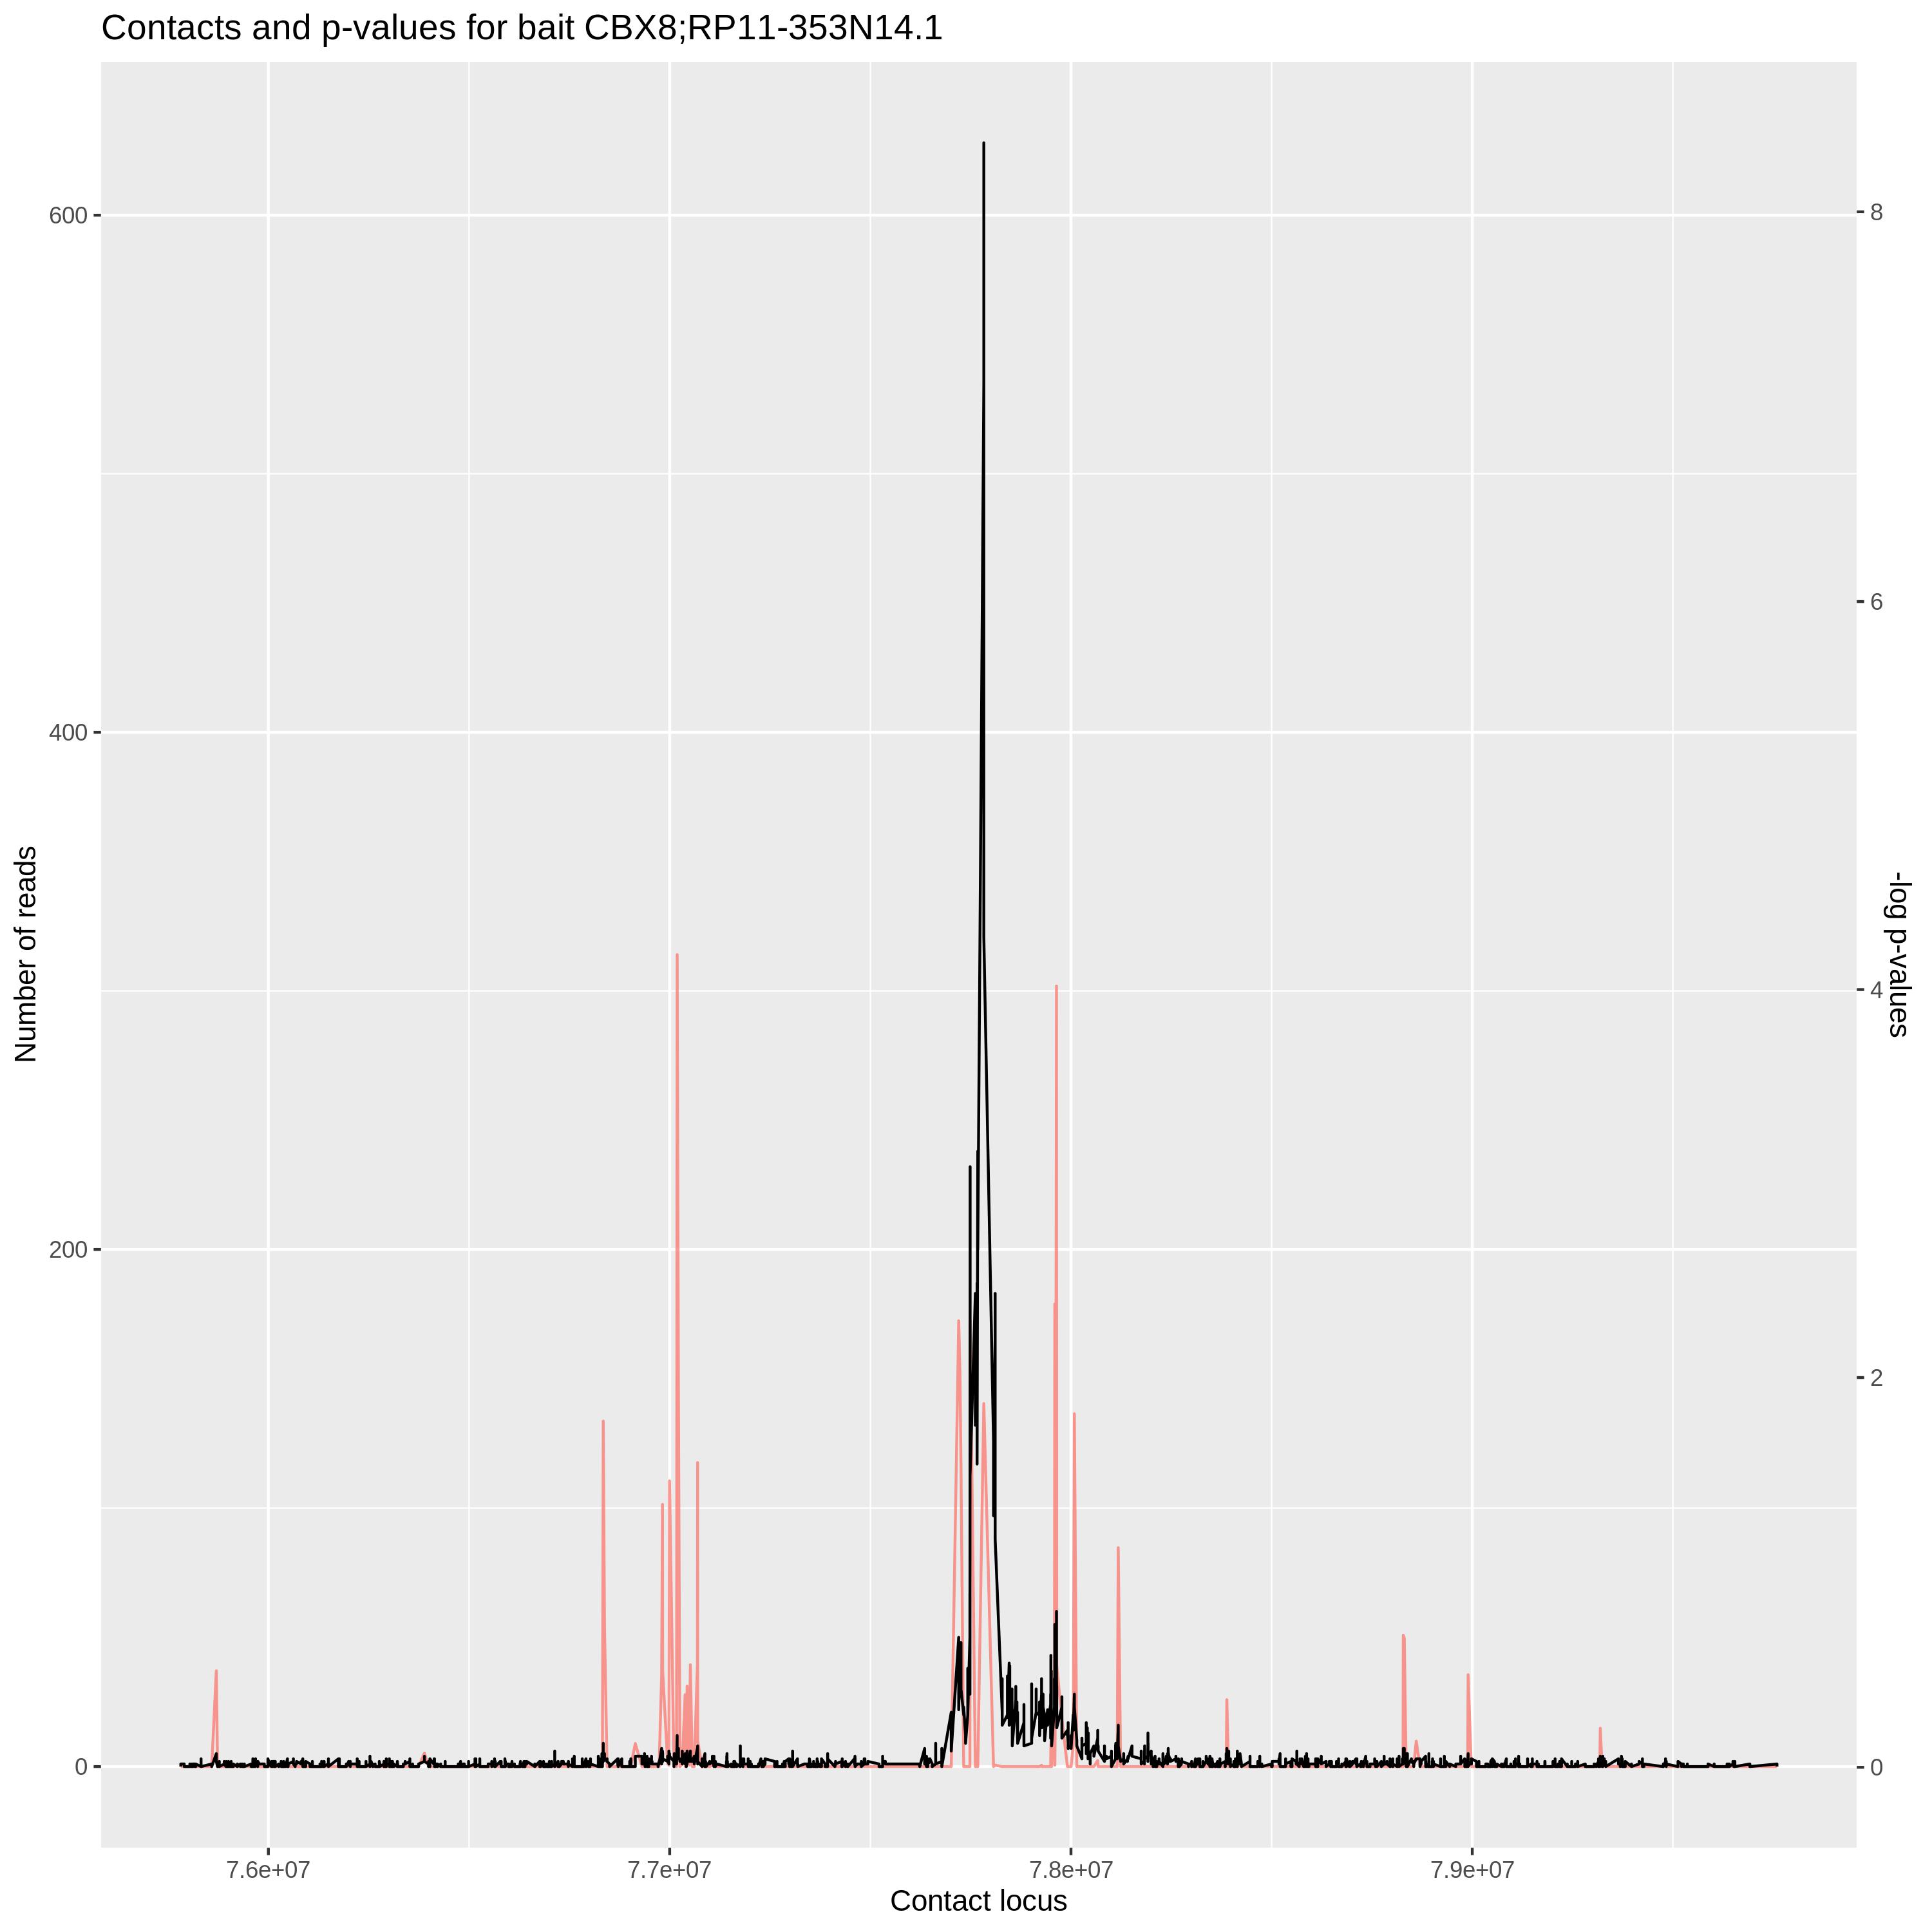 Contacts and p-values for bait CBX8;RP11-353N14.1
600
400
200
0
Number of reads
8
6
4
2
0
-log p-values
7.6e+07 7.7e+07 7.8e+07 7.9e+07
Contact locus